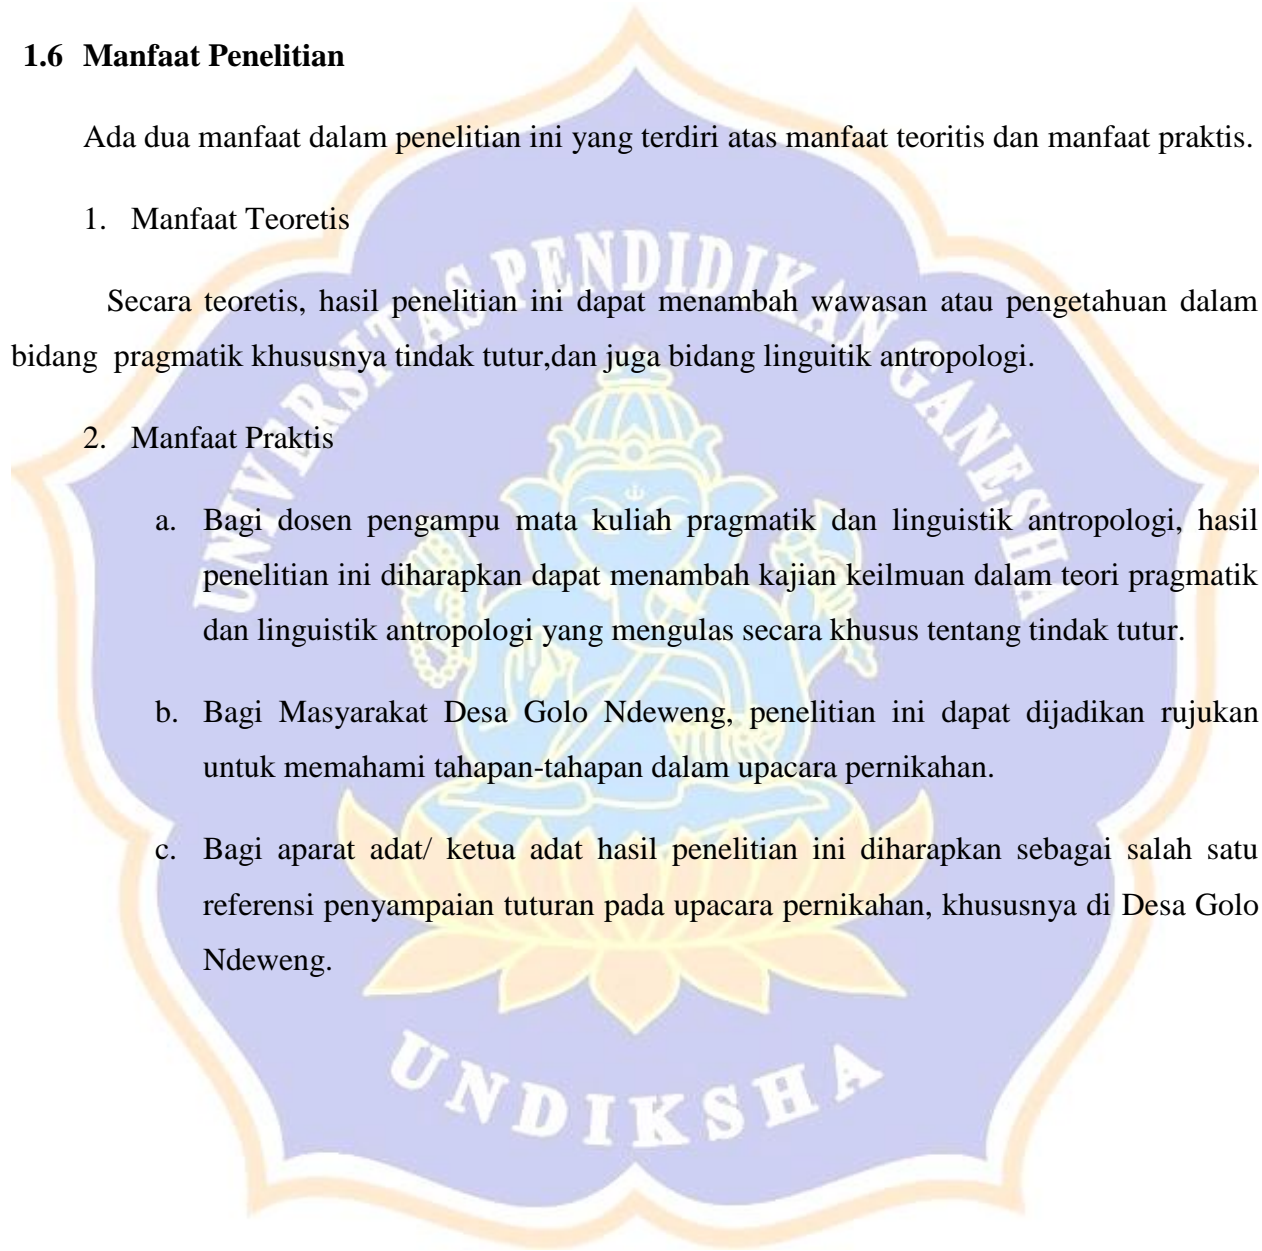 1.6 Manfaat Penelitian
Ada dua manfaat dalam penelitian ini yang terdiri atas manfaat teoritis dan manfaat praktis.
1. Manfaat Teoretis
Secara teoretis, hasil penelitian ini dapat menambah wawasan atau pengetahuan dalam
bidang pragmatik khususnya tindak tutur,dan juga bidang linguitik antropologi.
2. Manfaat Praktis
a. Bagi dosen pengampu mata kuliah pragmatik dan linguistik antropologi, hasil
penelitian ini diharapkan dapat menambah kajian keilmuan dalam teori pragmatik
dan linguistik antropologi yang mengulas secara khusus tentang tindak tutur.
b. Bagi Masyarakat Desa Golo Ndeweng, penelitian ini dapat dijadikan rujukan
untuk memahami tahapan-tahapan dalam upacara pernikahan.
c. Bagi aparat adat/ ketua adat hasil penelitian ini diharapkan sebagai salah satu
referensi penyampaian tuturan pada upacara pernikahan, khususnya di Desa Golo
Ndeweng.
UNIVERSITAS PENDIDIKAN GANESHA
UNDIKSHA